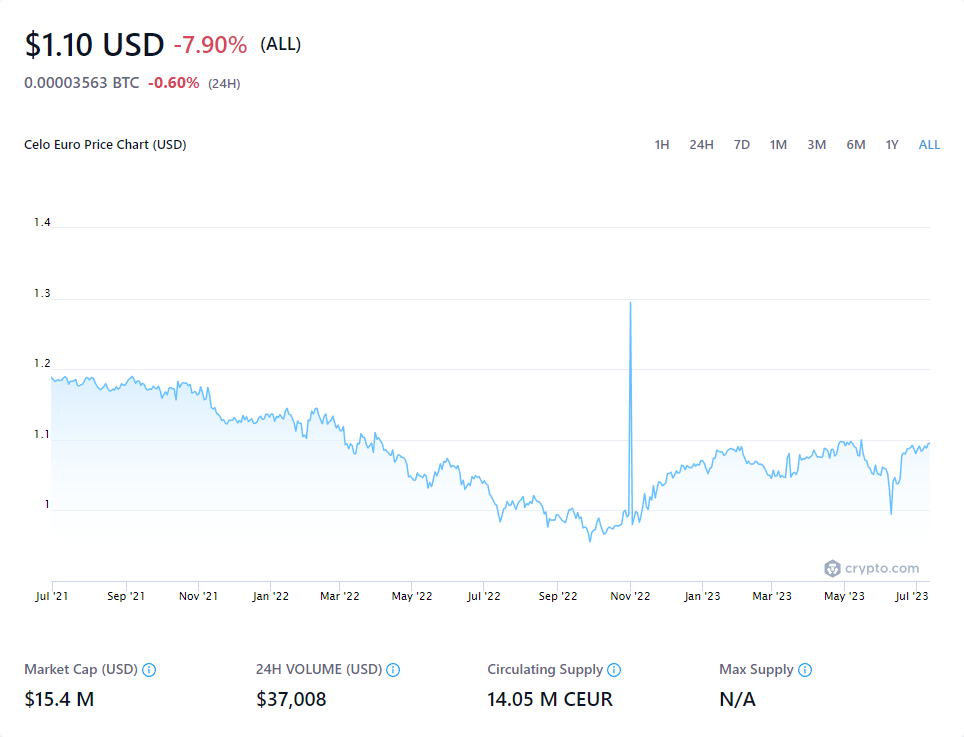 $1.10 USD -7.90% (ALL)
0.00003563 BTC -0.60% (24H)
Celo Euro Price Chart (USD) 1H 24H 7D 1M 3M 6M 1Y ALL
1.4
1.3
1.2
1.1
1
crypto.com
Jul '21 Sep '21 Nov '21 Jan '22 Mar '22 May '22 Jul '22 Sep '22 Nov '22 Jan '23 Mar '23 May '23 Jul '23
Market Cap (USD) 24H VOLUME (USD) Circulating Supply Max Supply
$15.4 M $37,008 14.05 M CEUR N/A